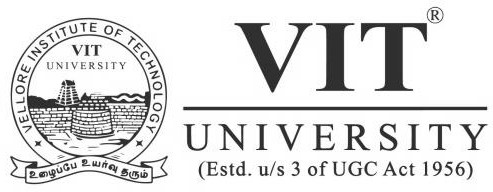 VELLORE INSTITUTE OF TECHNOLOGY
VIT
UNIVERSITY
உழைப்பே உயர்வு தரும்
VIT®
UNIVERSITY
(Estd. u/s 3 of UGC Act 1956)